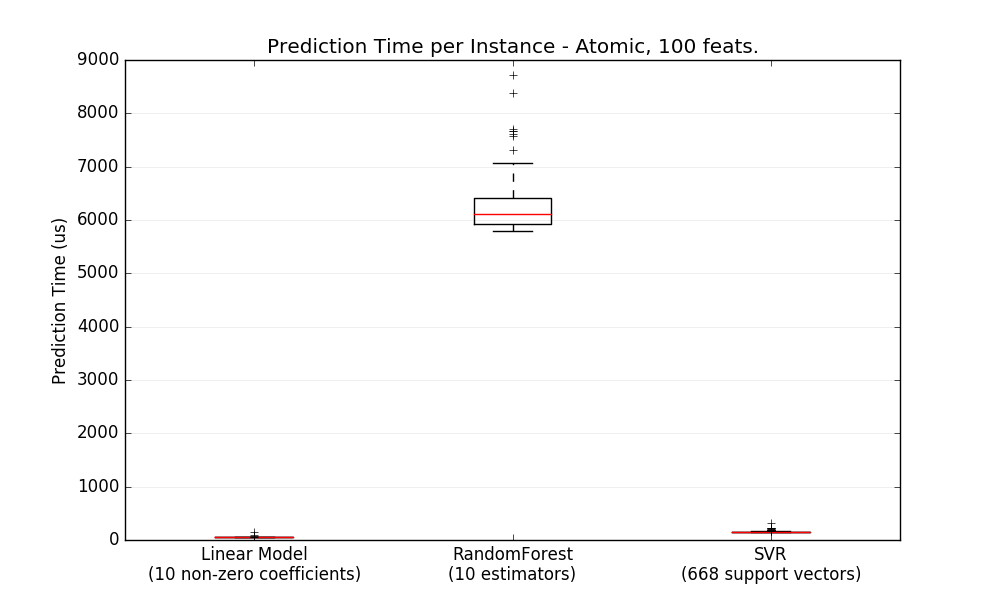 Prediction Time per Instance - Atomic, 100 feats.
9000
8000
7000
6000
5000
4000
3000
2000
1000
0
Prediction Time (us)
Linear Model
(10 non-zero coefficients)
RandomForest
(10 estimators)
SVR
(668 support vectors)